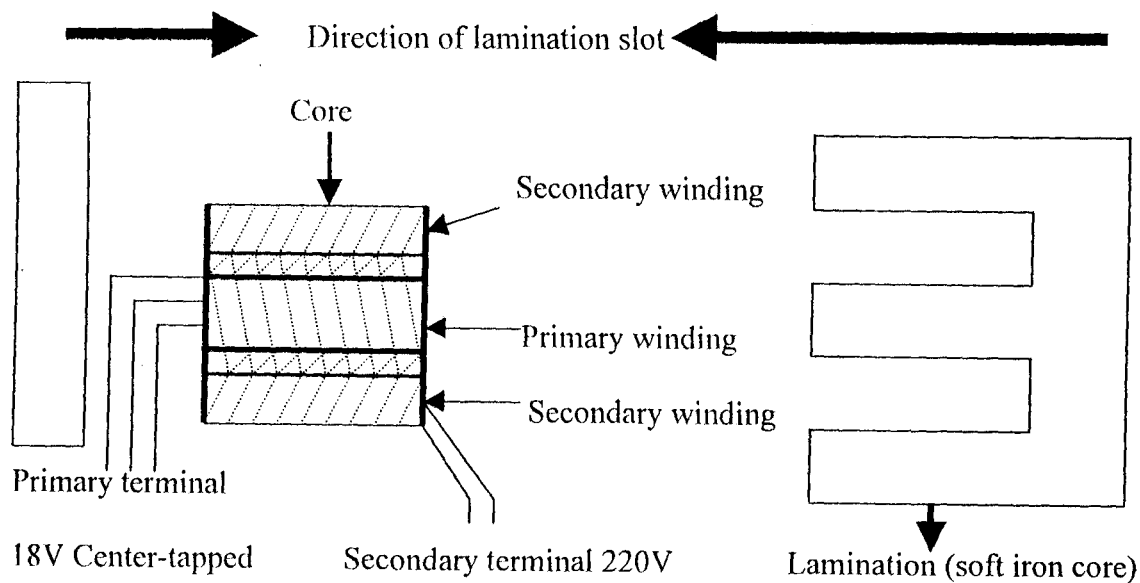 Direction of lamination slot
Core
Secondary winding
Primary winding
Secondary winding
Primary terminal
18V Center-tapped
Secondary terminal 220V
Lamination (soft iron core)